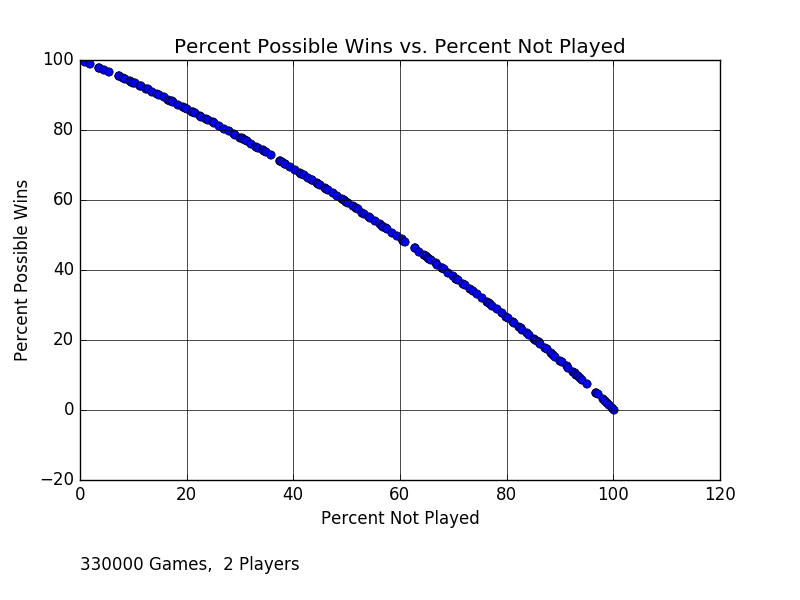 Percent Possible Wins vs. Percent Not Played
100
80
60
40
20
0
−20
Percent Possible Wins
0 20 40 60 80 100 120
Percent Not Played
330000 Games, 2 Players